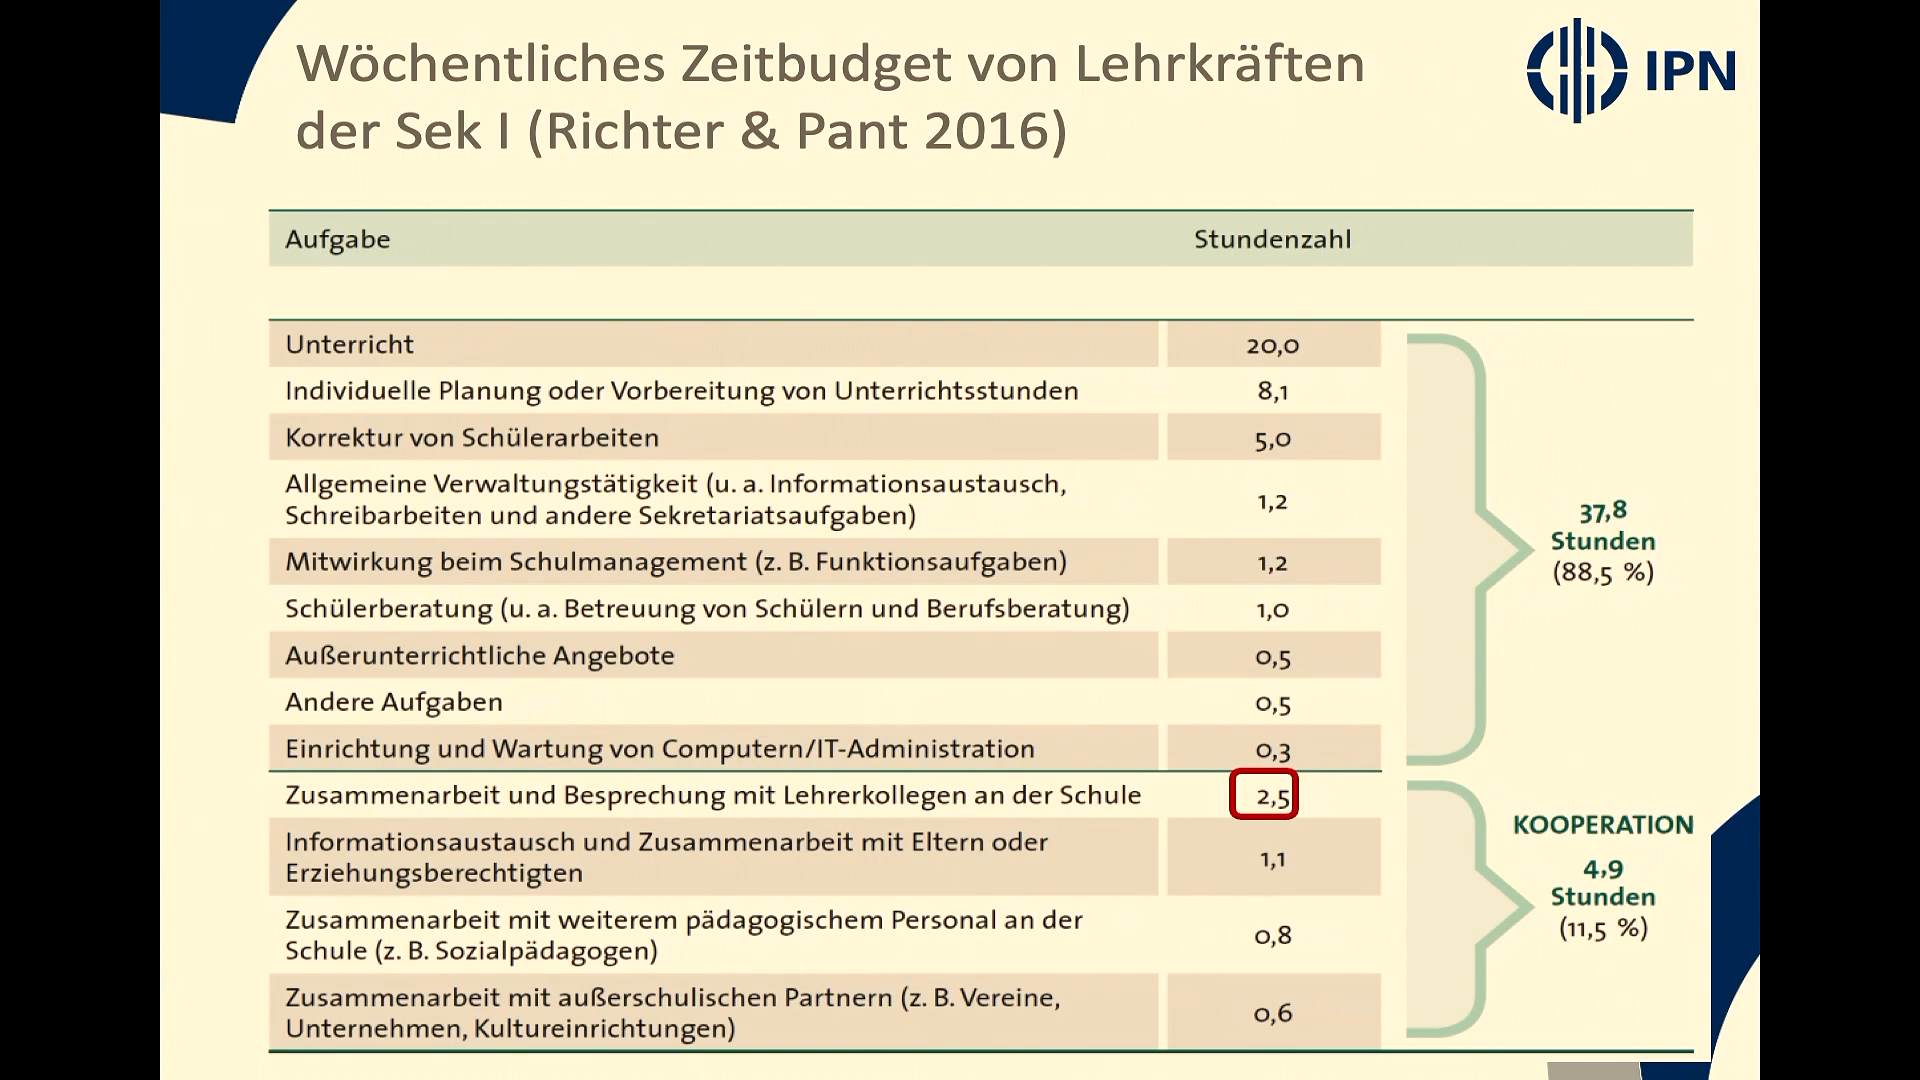 Wöchentliches Zeitbudget von Lehrkräften
der Sek I (Richter & Pant 2016)
IPN
Aufgabe Stundenzahl
Unterricht 20,0
Individuelle Planung oder Vorbereitung von Unterrichtsstunden 8,1
Korrektur von Schülerarbeiten 5,0
Allgemeine Verwaltungstätigkeit (u. a. Informationsaustausch,
Schreibarbeiten und andere Sekretariatsaufgaben) 1,2
Mitwirkung beim Schulmanagement (z. B. Funktionsaufgaben) 1,2
Schülerberatung (u. a. Betreuung von Schülern und Berufsberatung) 1,0
Außerunterrichtliche Angebote 0,5
Andere Aufgaben 0,5
Einrichtung und Wartung von Computern/IT-Administration 0,3
37,8
Stunden
(88,5 %)
Zusammenarbeit und Besprechung mit Lehrerkollegen an der Schule 2,5
Informationsaustausch und Zusammenarbeit mit Eltern oder
Erziehungsberechtigten 1,1
Zusammenarbeit mit weiterem pädagogischem Personal an der
Schule (z. B. Sozialpädagogen) 0,8
Zusammenarbeit mit außerschulischen Partnern (z. B. Vereine,
Unternehmen, Kultureinrichtungen) 0,6
KOOPERATION
4,9
Stunden
(11,5 %)